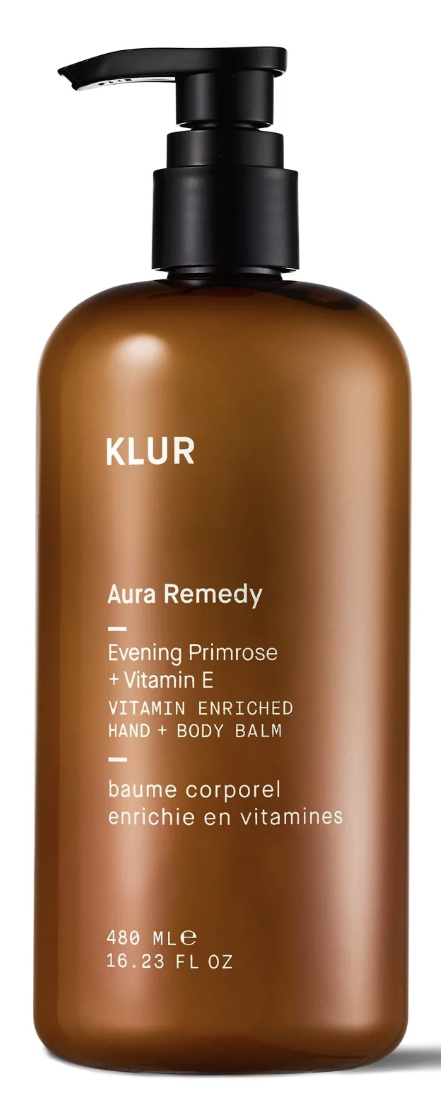 KLUR
Aura Remedy
Evening Primrose
+ Vitamin E
VITAMIN ENRICHED
HAND + BODY BALM
baume corporel
enrichie en vitamines
480 ML℮
16.23 FL OZ